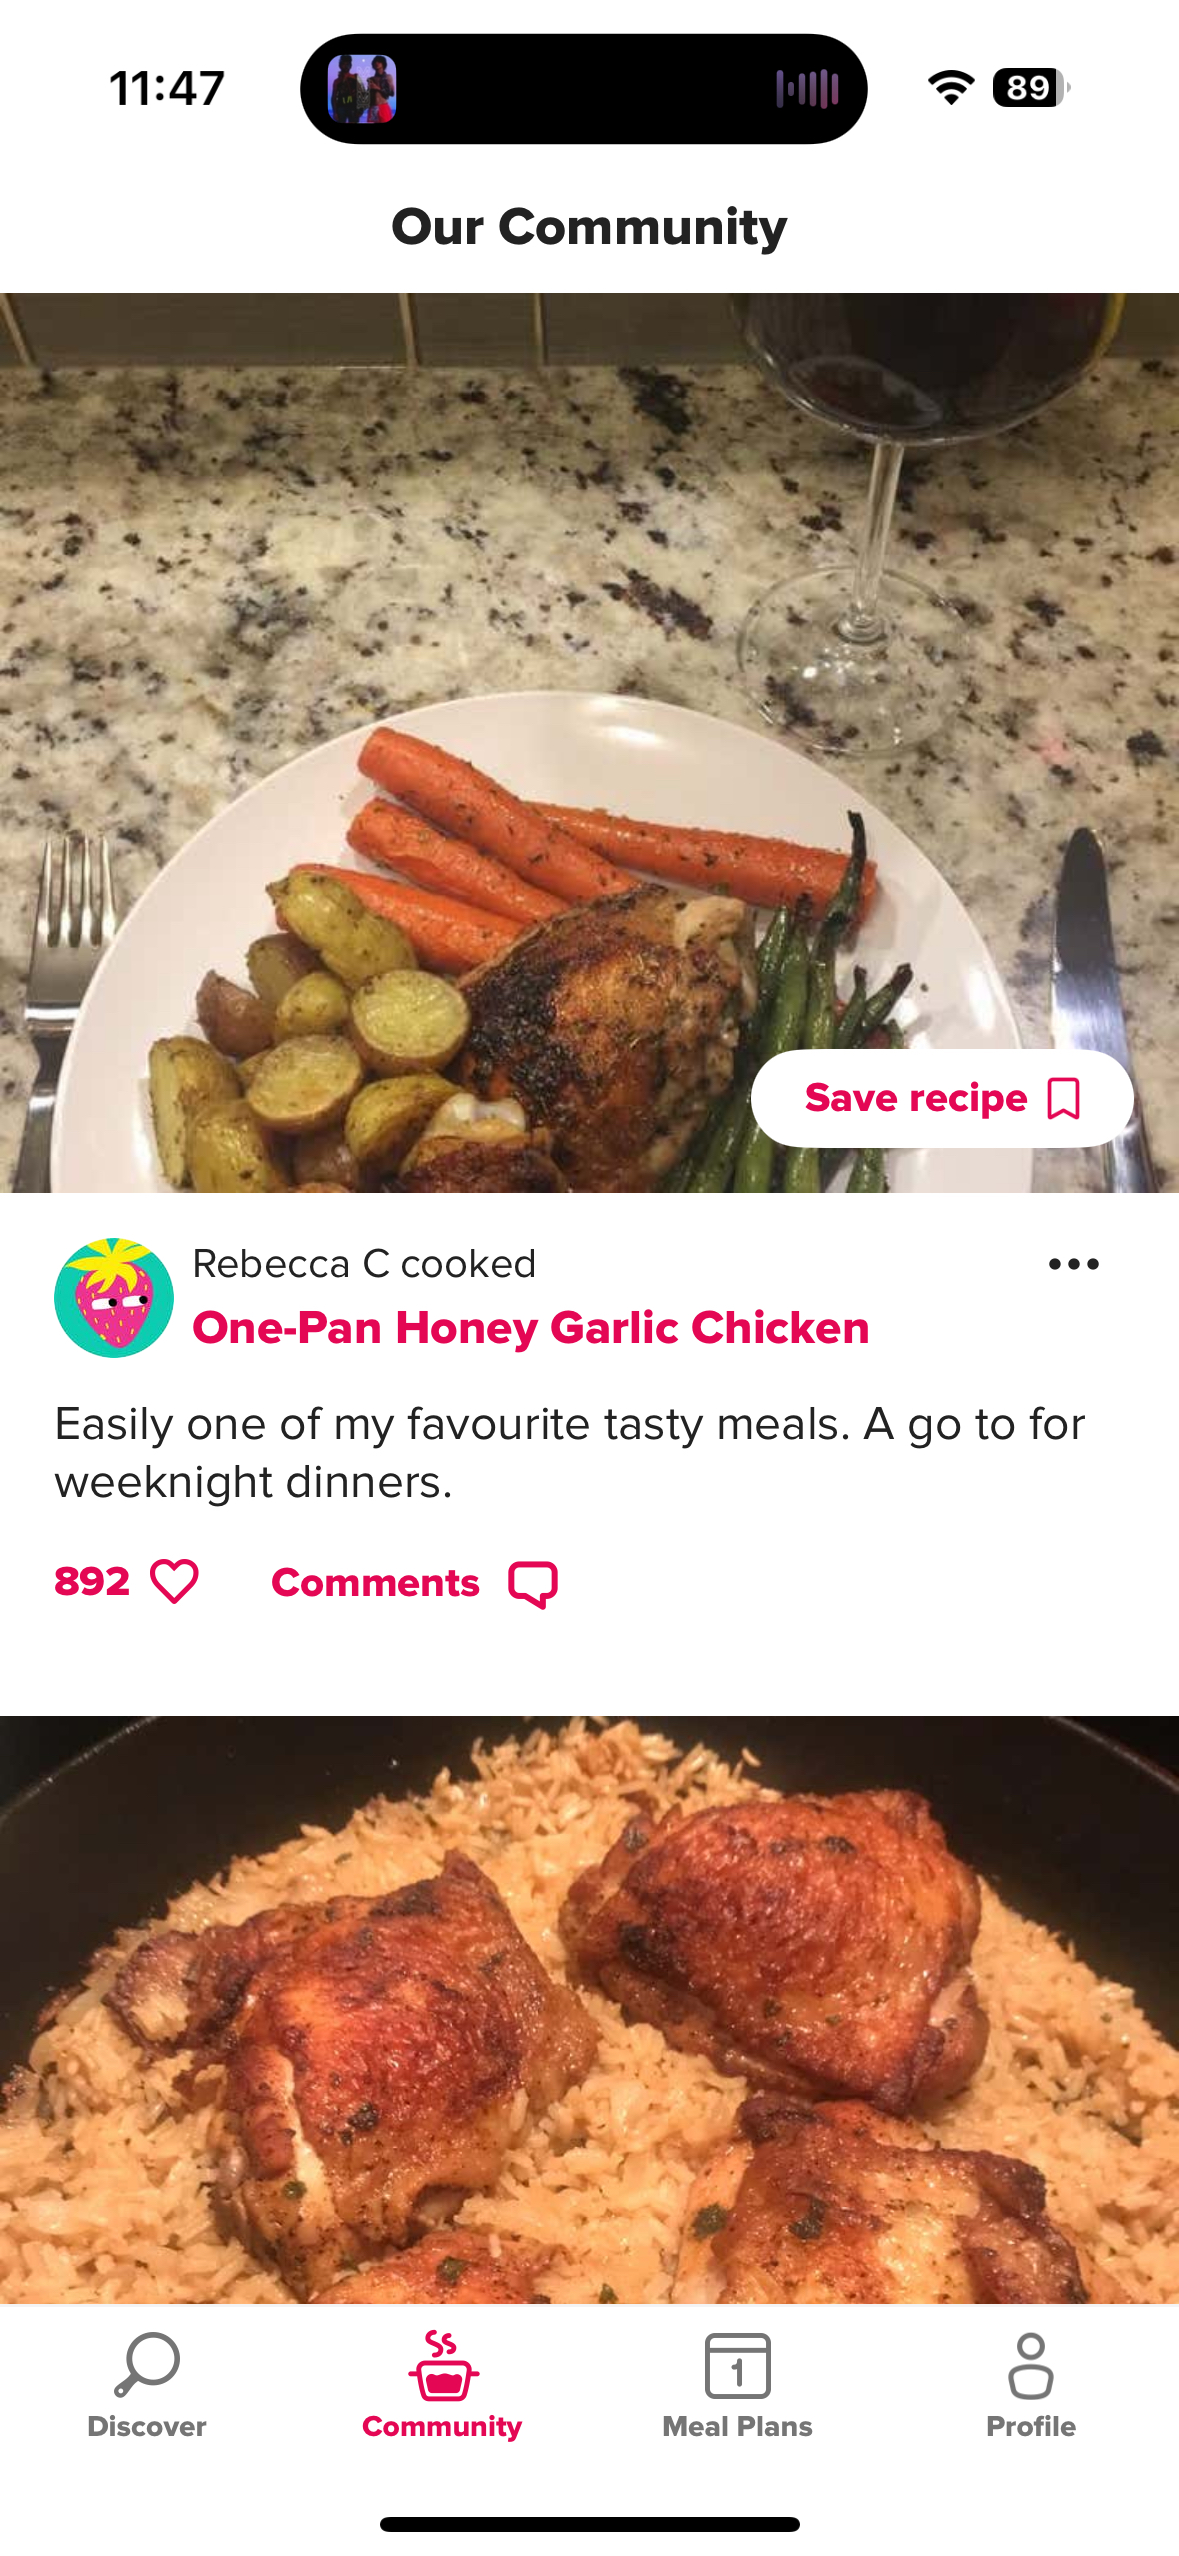 11:47
89
Our Community
Save recipe
Rebecca C cooked
One-Pan Honey Garlic Chicken
Easily one of my favourite tasty meals. A go to for
weeknight dinners.
892
Comments
1
Discover
Community
Meal Plans
Profile